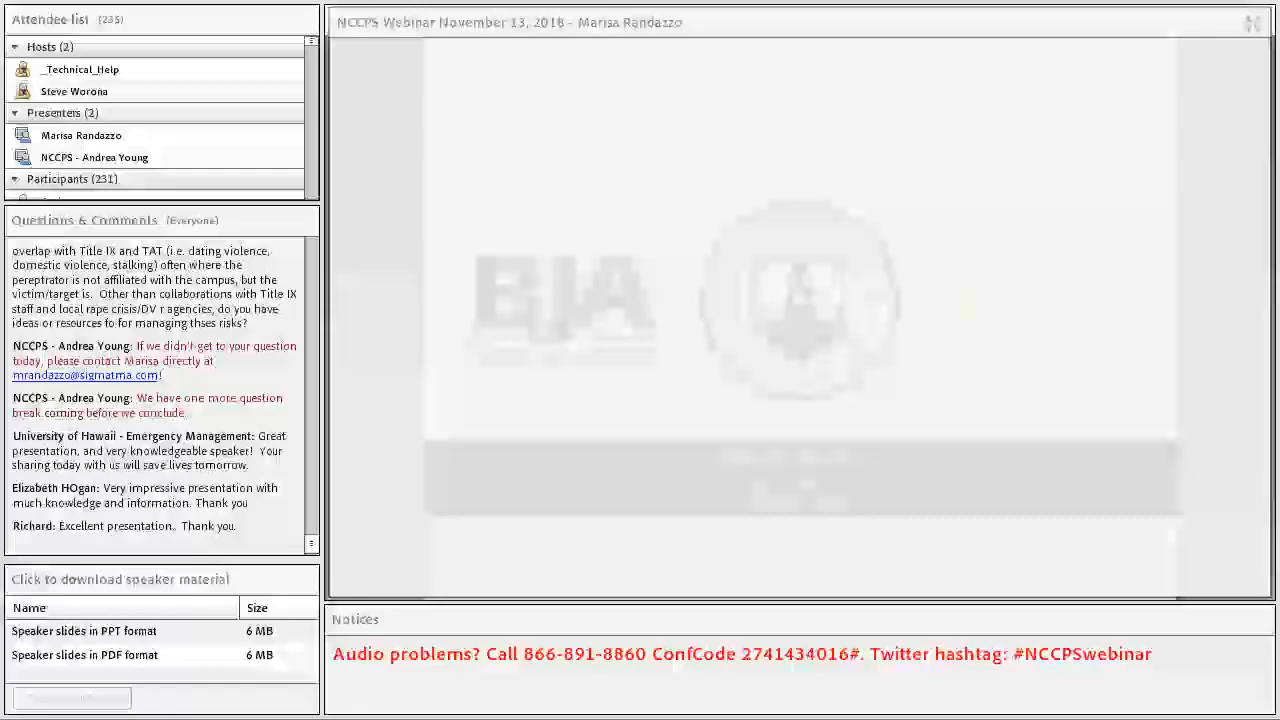 Attendee list (235)
Hosts (2)
_Technical_Help
Steve Worona
Presenters (2)
Marisa Randazzo
NCCPS - Andrea Young
Participants (231)
Questions & Comments (Everyone)
overlap with Title IX and TAT (i.e. dating violence,
domestic violence, stalking) often where the
pereptrator is not affiliated with the campus, but the
victim/target is. Other than collaborations with Title IX
staff and local rape crisis/DV r agencies, do you have
ideas or resources fo for managing thses risks?
NCCPS - Andrea Young: If we didn't get to your question
today, please contact Marisa directly at
mrandazzo@sigmatma.com!
NCCPS - Andrea Young: We have one more question
break coming before we conclude.
University of Hawaii - Emergency Management: Great
presentation, and very knowledgeable speaker! Your
sharing today with us will save lives tomorrow.
Elizabeth HOgan: Very impressive presentation with
much knowledge and information. Thank you
Richard: Excellent presentation.. Thank you.
Click to download speaker material
Name Size
Speaker slides in PPT format 6 MB
Speaker slides in PDF format 6 MB
NCCPS Webinar November 13, 2018 - Marisa Randazzo
BJA
Notices
Audio problems? Call 866-891-8860 ConfCode 2741434016#. Twitter hashtag: #NCCPSwebinar